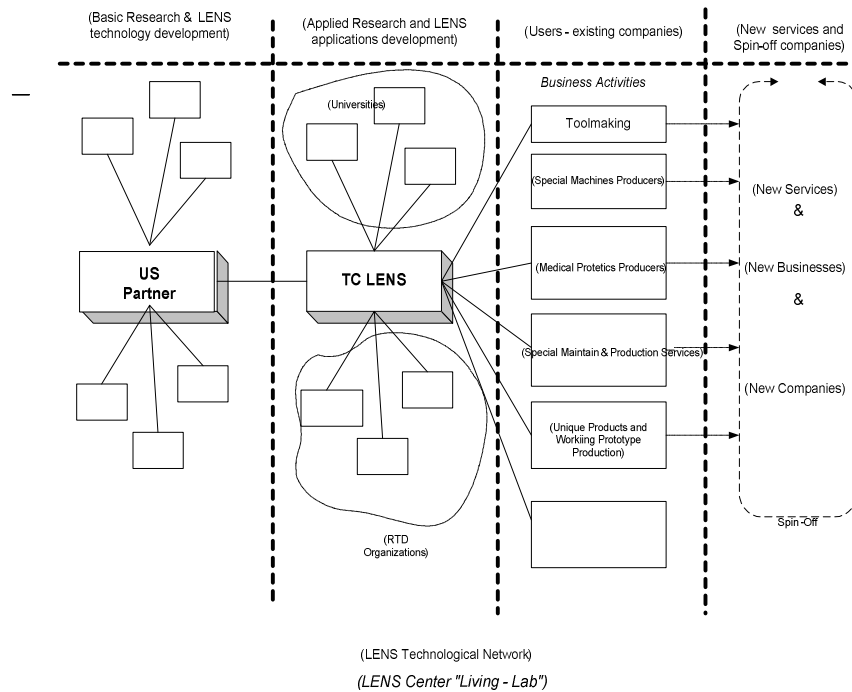 (Basic Research & LENS
technology development)
(Applied Research and LENS
applications development)
(Users - existing companies)
(New services and
Spin-off companies)
Business Activities
(Universities)
Toolmaking
(Special Machines Producers)
(New Services)
&
US
Partner
TC LENS
(Medical Protetics Producers)
(New Businesses)
&
(Special Maintain & Production Services)
(New Companies)
(Unique Products and
Workiing Prototype
Production)
Spin-Off
(RTD
Organizations)
(LENS Technological Network)
(LENS Center "Living - Lab")